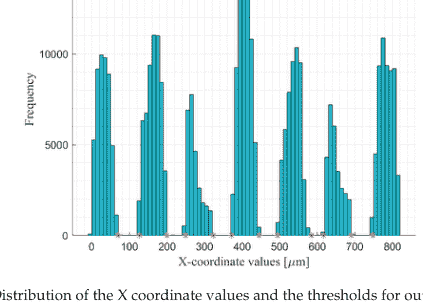 10000
5000
0
Frequency
0 100 200 300 400 500 600 700 800
X-coordinate values [μm]
Distribution of the X coordinate values and the thresholds for